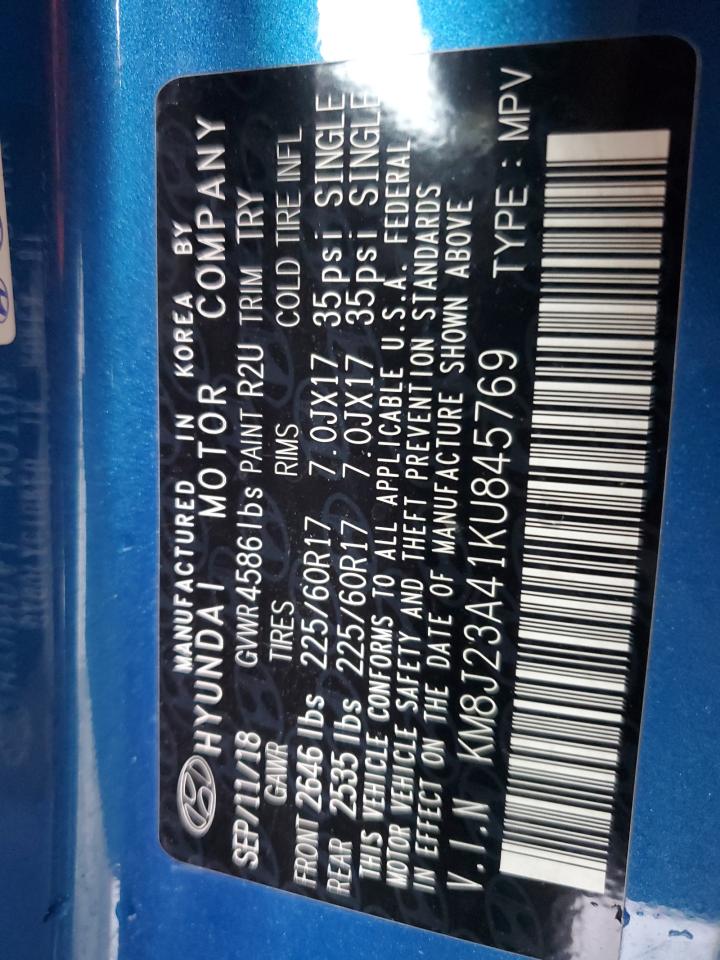 MANUFACTURED IN KOREA BY
HYUNDAI MOTOR COMPANY
SEP/11/18 GVWR 4586 lbs PAINT R2U TRIM TRY
GAWR TIRES RIMS COLD TIRE INFL
FRONT 2646 lbs 225/60R17 7.0JX17 35psi SINGLE
REAR 2535 lbs 225/60R17 7.0JX17 35psi SINGLE
THIS VEHICLE CONFORMS TO ALL APPLICABLE U.S.A. FEDERAL
MOTOR VEHICLE SAFETY AND THEFT PREVENTION STANDARDS
IN EFFECT ON THE DATE OF MANUFACTURE SHOWN ABOVE
V.I.N KM8J23A41KU845769 TYPE : MPV